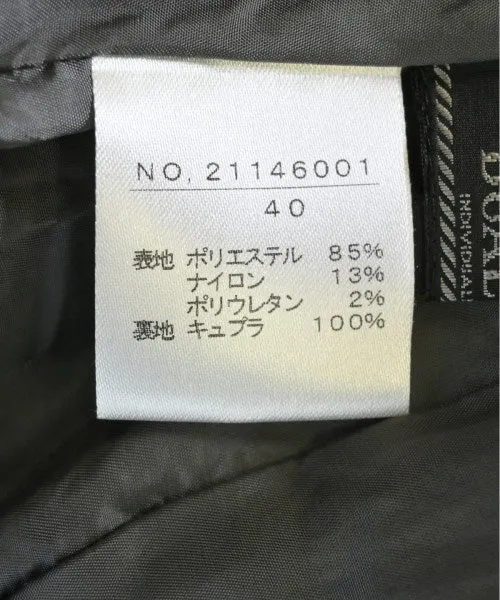 NO. 21146001
40
表地 ポリエステル 85%
ナイロン 13%
ポリウレタン 2%
裏地 キュプラ 100%